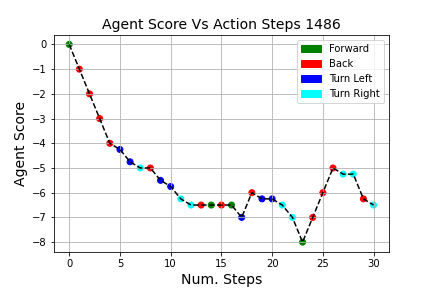 Agent Score Vs Action Steps 1486
Forward
Back
Turn Left
Turn Right
Agent Score
0
−1
−2
−3
−4
−5
−6
−7
−8
0 5 10 15 20 25 30
Num. Steps